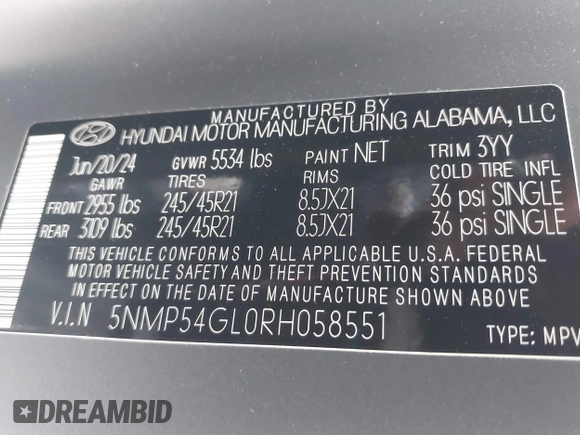 MANUFACTURED BY
HYUNDAI MOTOR MANUFACTURING ALABAMA, LLC
Jun/20/24 GVWR 5534 lbs PAINT NET TRIM 3YY
GAWR TIRES RIMS COLD TIRE INFL
FRONT 2955 lbs 245/45R21 8.5JX21 36 psi SINGLE
REAR 3109 lbs 245/45R21 8.5JX21 36 psi SINGLE
THIS VEHICLE CONFORMS TO ALL APPLICABLE U.S.A. FEDERAL
MOTOR VEHICLE SAFETY AND THEFT PREVENTION STANDARDS
IN EFFECT ON THE DATE OF MANUFACTURE SHOWN ABOVE.
V.I.N 5NMP54GL0RH058551 TYPE: MPV
DREAMBID